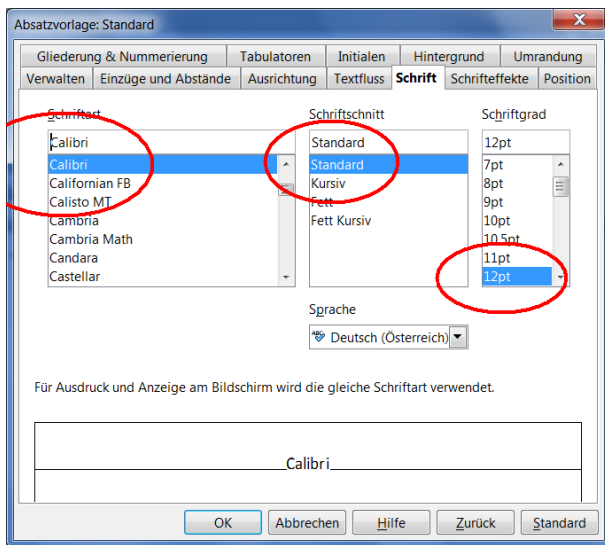 Absatzvorlage: Standard
Gliederung & Nummerierung Tabulatoren Initialen Hintergrund Umrandung
Verwalten Einzüge und Abstände Ausrichtung Textfluss Schrift Schrifteffekte Position
Schriftart Schriftschnitt Schriftgrad
Calibri Standard 12pt
Calibri Standard 7pt
Californian FB Kursiv 8pt
Calisto MT Fett 9pt
Cambria Fett Kursiv 10pt
Cambria Math 10,5pt
Candara 11pt
Castellar 12pt
Sprache
ABC Deutsch (Österreich)
Für Ausdruck und Anzeige am Bildschirm wird die gleiche Schriftart verwendet.
Calibri
OK Abbrechen Hilfe Zurück Standard